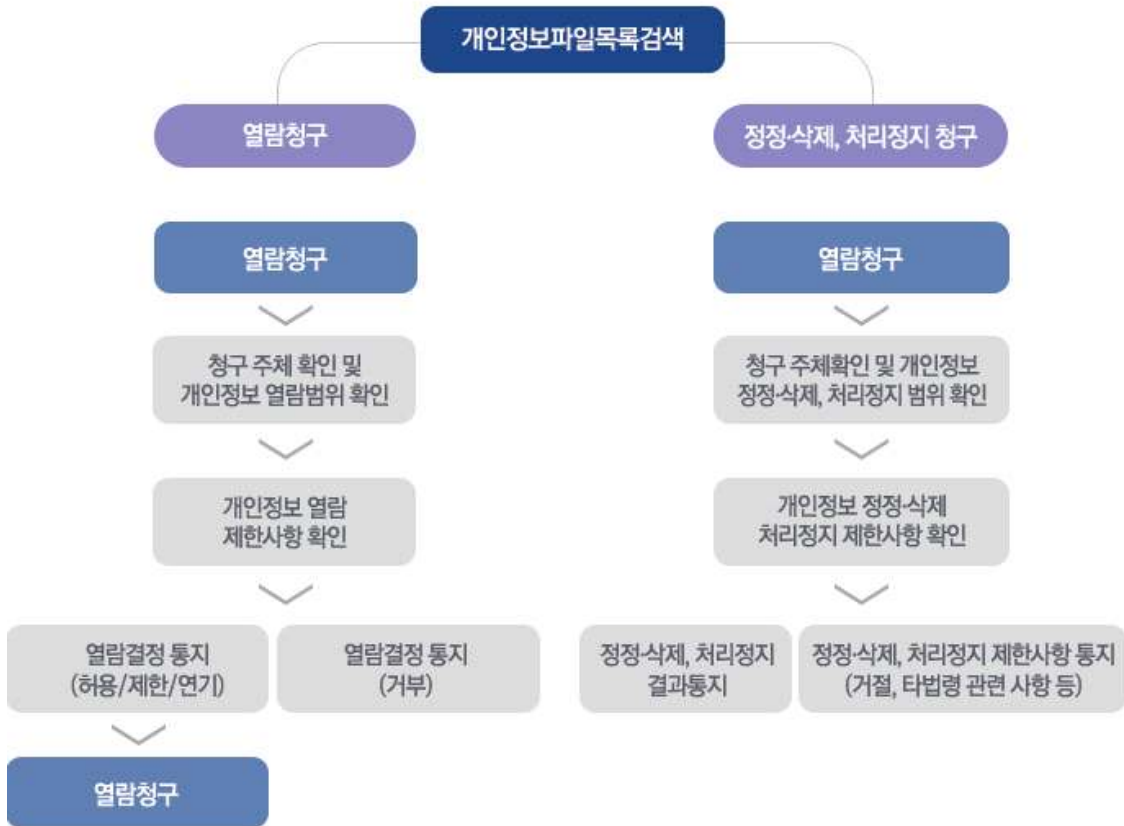 개인정보파일목록검색
열람청구
정정·삭제, 처리정지 청구
열람청구
열람청구
청구 주체 확인 및
개인정보 열람범위 확인
청구 주체확인 및 개인정보
정정·삭제, 처리정지 범위 확인
개인정보 열람
제한사항 확인
개인정보 정정·삭제
처리정지 제한사항 확인
열람결정 통지
(허용/제한/연기)
열람결정 통지
(거부)
정정·삭제, 처리정지
결과통지
정정·삭제, 처리정지 제한사항 통지
(거절, 타법령 관련 사항 등)
열람청구